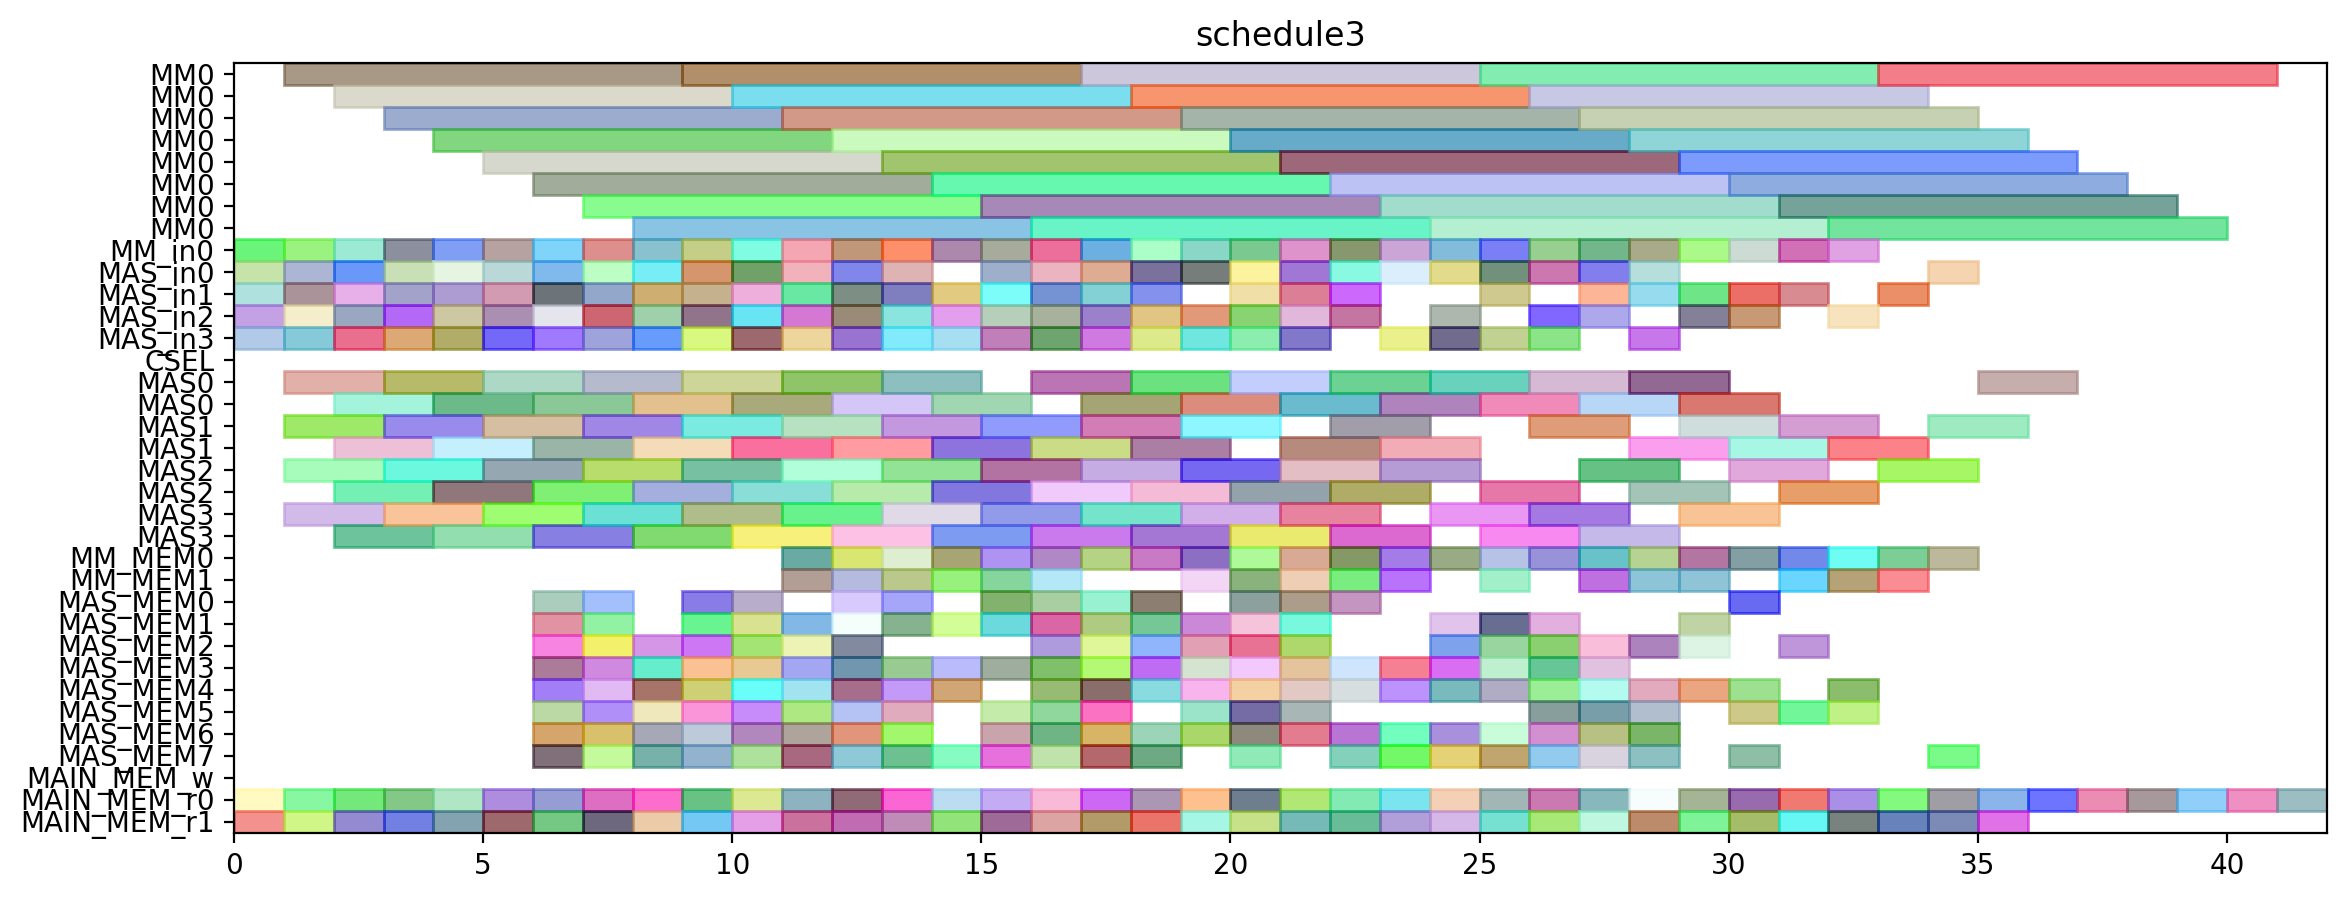 schedule3
MM0
MM0
MM0
MM0
MM0
MM0
MM0
MM0
MM_in0
MAS_in0
MAS_in1
MAS_in2
MAS_in3
CSEL
MAS0
MAS0
MAS1
MAS1
MAS2
MAS2
MAS3
MAS3
MM_MEM0
MM_MEM1
MAS_MEM0
MAS_MEM1
MAS_MEM2
MAS_MEM3
MAS_MEM4
MAS_MEM5
MAS_MEM6
MAS_MEM7
MAIN_MEM_w
MAIN_MEM_r0
MAIN_MEM_r1
0 5 10 15 20 25 30 35 40